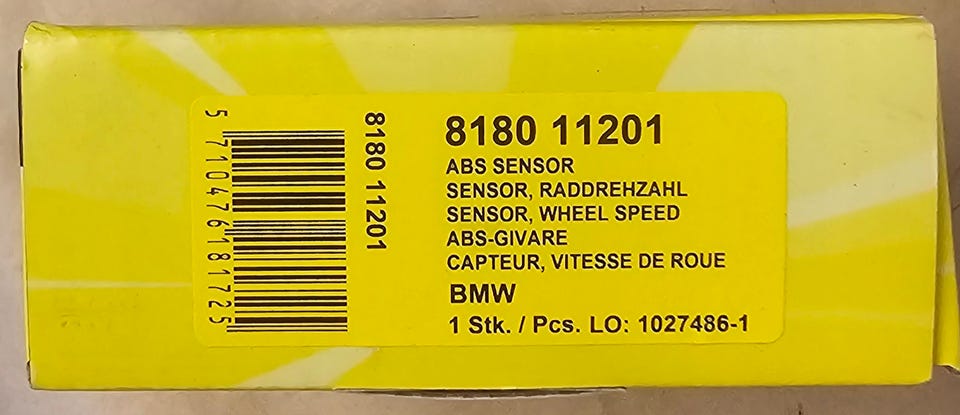 5 710476 181725
8180 11201
8180 11201
ABS SENSOR
SENSOR, RADDREHZAHL
SENSOR, WHEEL SPEED
ABS-GIVARE
CAPTEUR, VITESSE DE ROUE
BMW
1 Stk. / Pcs. LO: 1027486-1